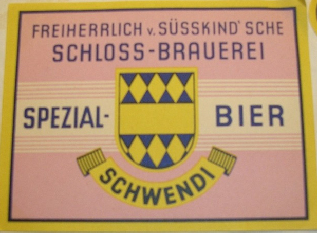 FREIHERRLICH v. SÜSSKIND'SCHE
SCHLOSS-BRAUEREI
SPEZIAL- BIER
SCHWENDI